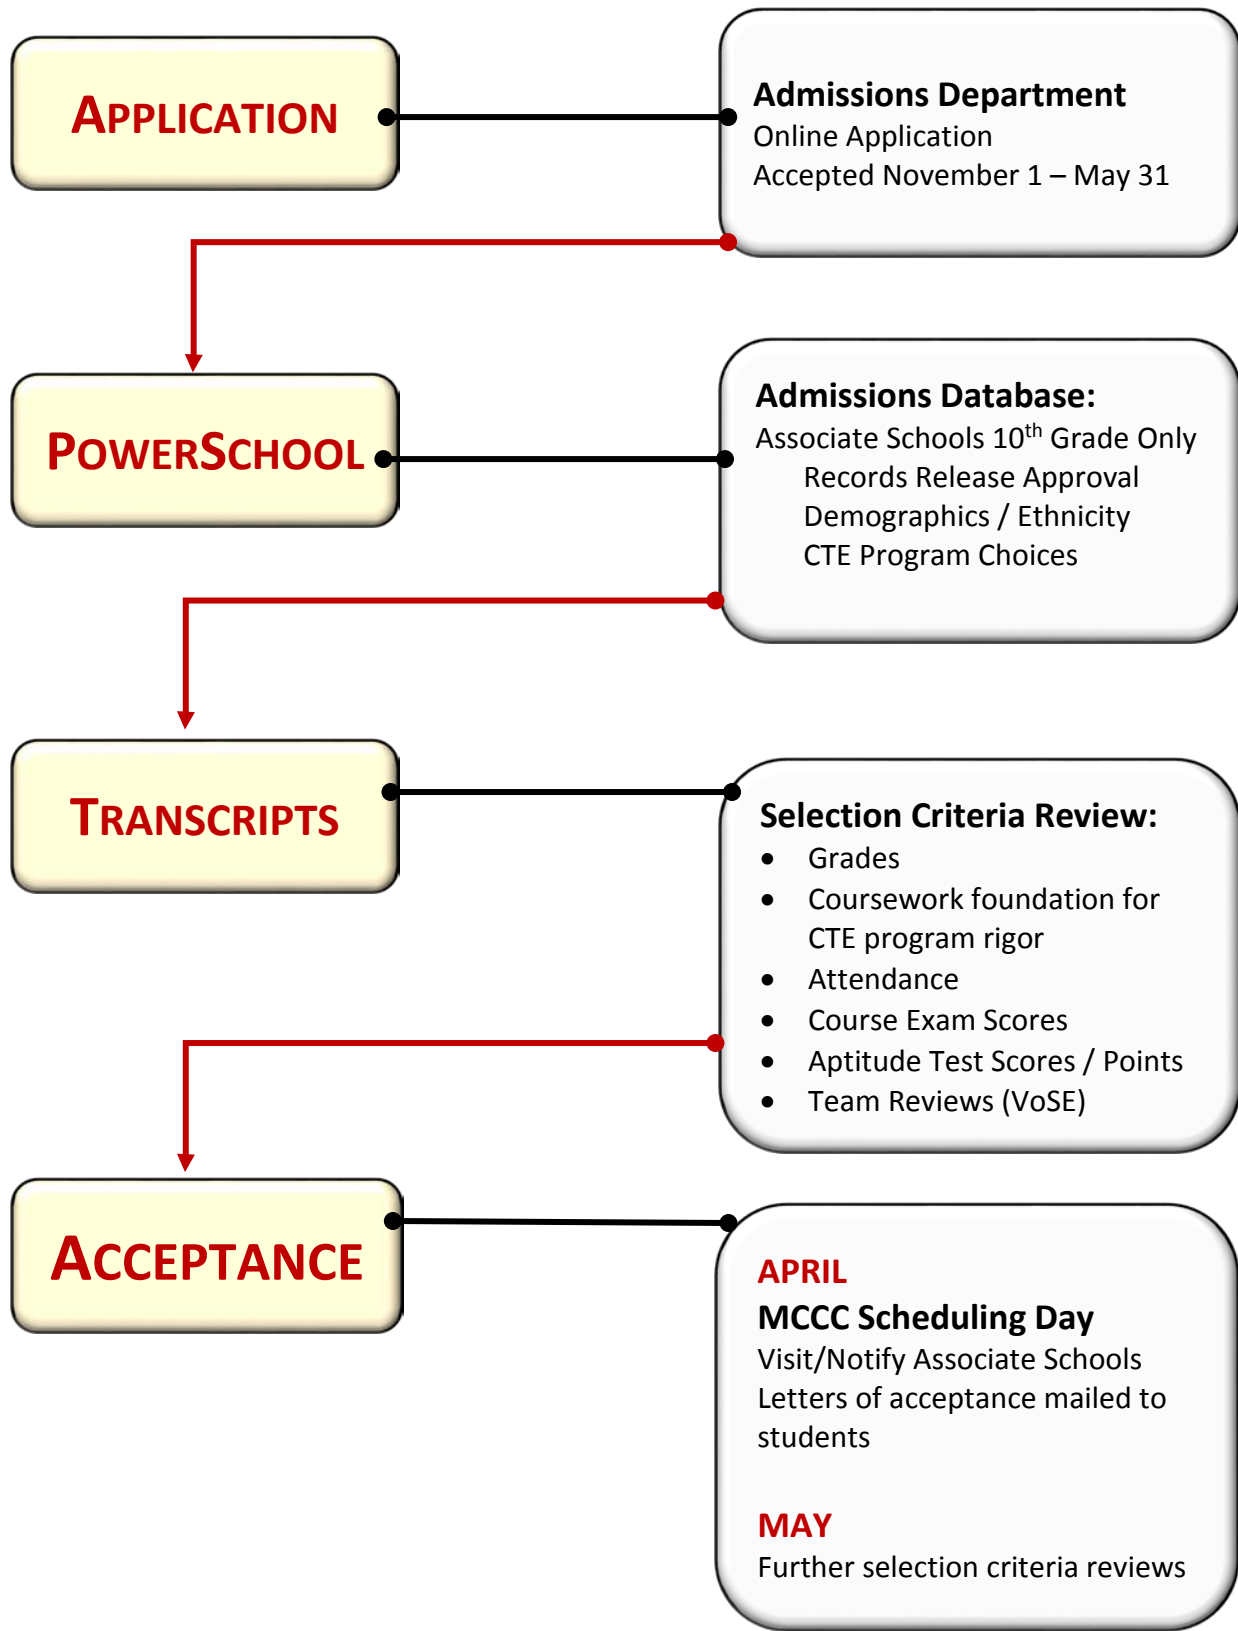 APPLICATION
Admissions Department
Online Application
Accepted November 1 – May 31
POWERSCHOOL
Admissions Database:
Associate Schools 10th Grade Only
Records Release Approval
Demographics / Ethnicity
CTE Program Choices
TRANSCRIPTS
Selection Criteria Review:
• Grades
• Coursework foundation for
CTE program rigor
• Attendance
• Course Exam Scores
• Aptitude Test Scores / Points
• Team Reviews (VoSE)
ACCEPTANCE
APRIL
MCCC Scheduling Day
Visit/Notify Associate Schools
Letters of acceptance mailed to
students
MAY
Further selection criteria reviews